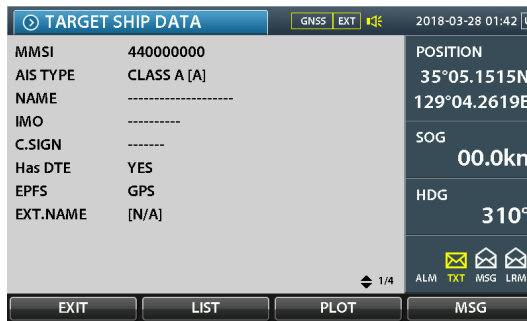 TARGET SHIP DATA
GNSS EXT
2018-03-28 01:42 U
MMSI 440000000
AIS TYPE CLASS A [A]
NAME --------------------
IMO ----------
C.SIGN -------
Has DTE YES
EPFS GPS
EXT.NAME [N/A]
1/4
POSITION
35°05.1515N
129°04.2619E
SOG
00.0kn
HDG
310°
ALM TXT MSG LRM
EXIT LIST PLOT MSG